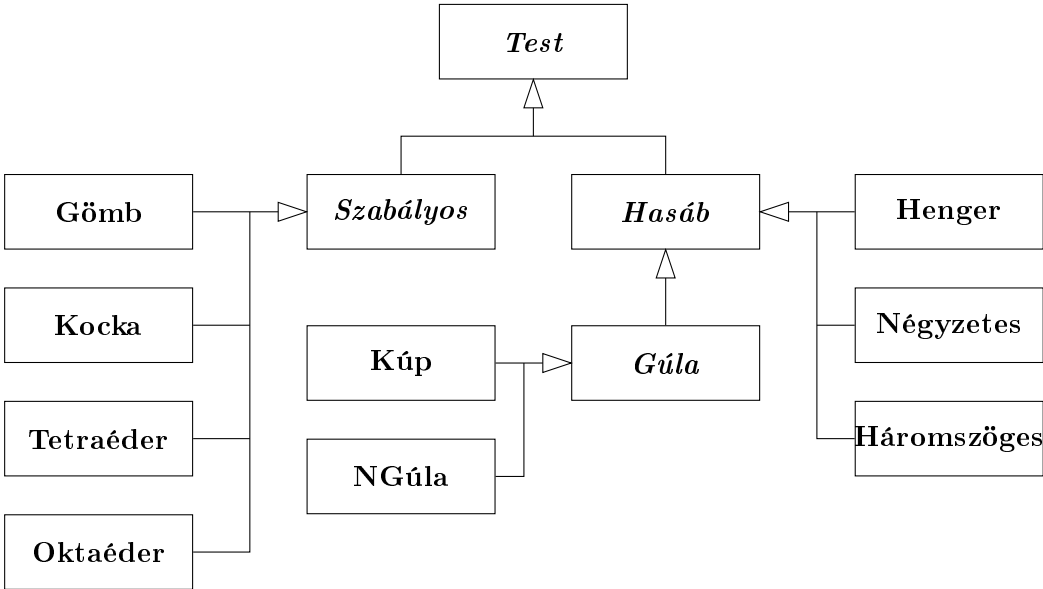 Test
Gömb
Szabályos
Hasáb
Henger
Kocka
Négyzetes
Kúp
Gúla
Tetraéder
Háromszöges
NGúla
Oktaéder